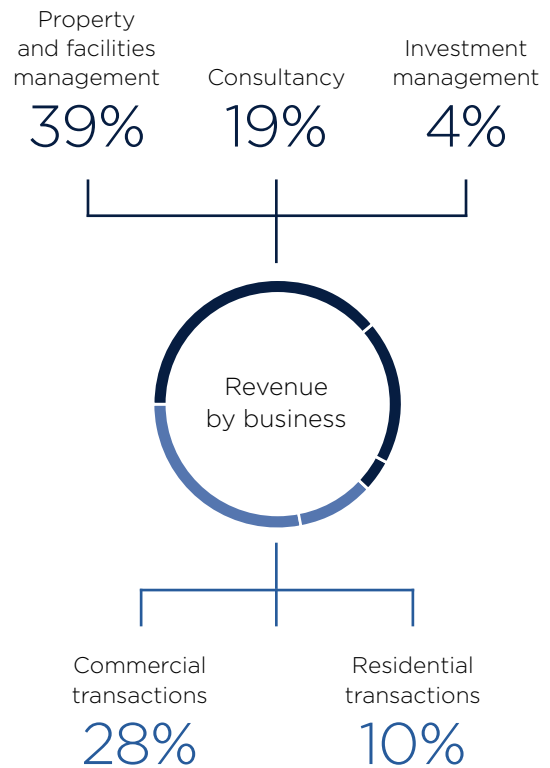 Property
and facilities
management
39%
Consultancy
19%
Investment
management
4%
Revenue
by business
Commercial
transactions
28%
Residential
transactions
10%